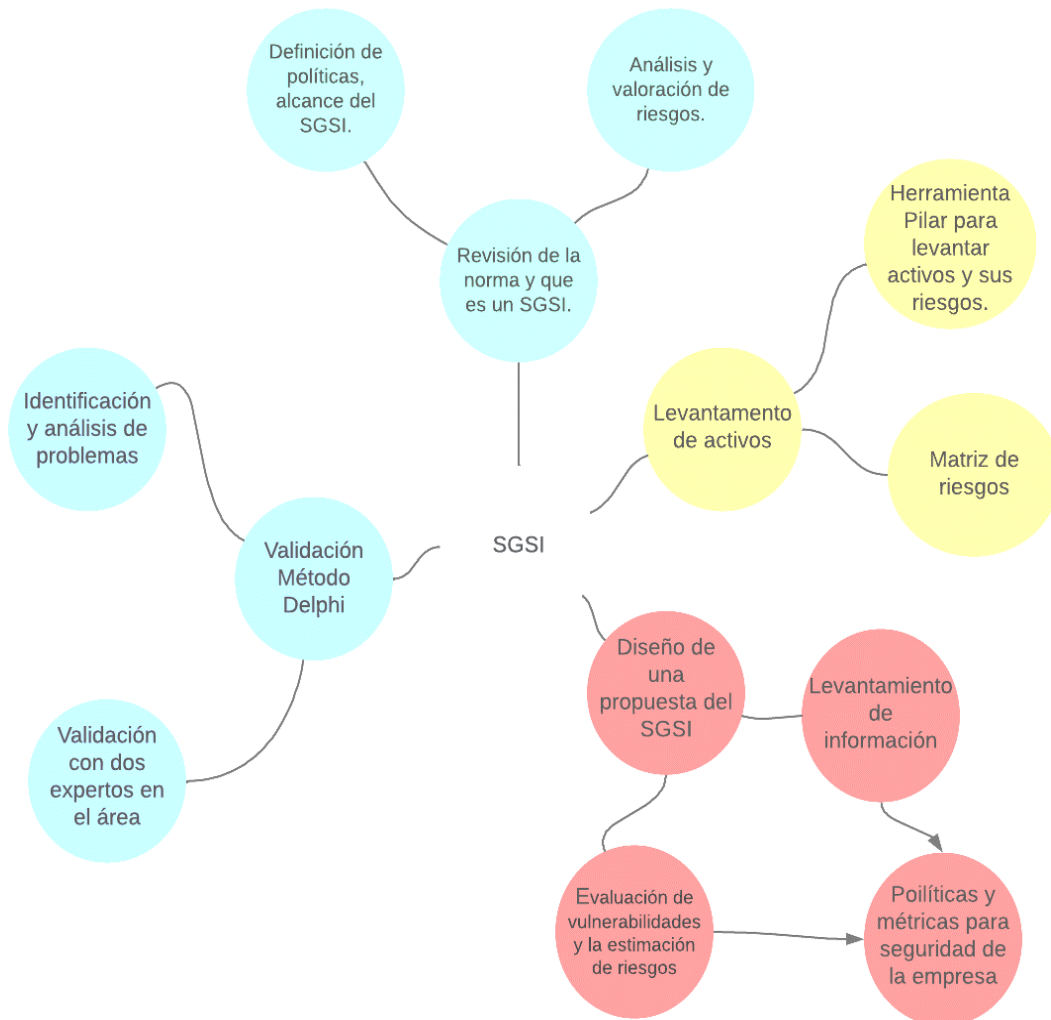 Definición de
políticas,
alcance del
SGSI.
Análisis y
valoración de
riesgos.
Revisión de la
norma y que
es un SGSI.
Herramienta
Pilar para
levantar
activos y sus
riesgos.
Levantamento
de activos
Matriz de
riesgos
Identificación
y análisis de
problemas
Validación
Método
Delphi
Validación
con dos
expertos en
el área
SGSI
Diseño de
una
propuesta del
SGSI
Levantamiento
de
información
Evaluación de
vulnerabilidades
y la estimación
de riesgos
Poilíticas y
métricas para
seguridad de
la empresa